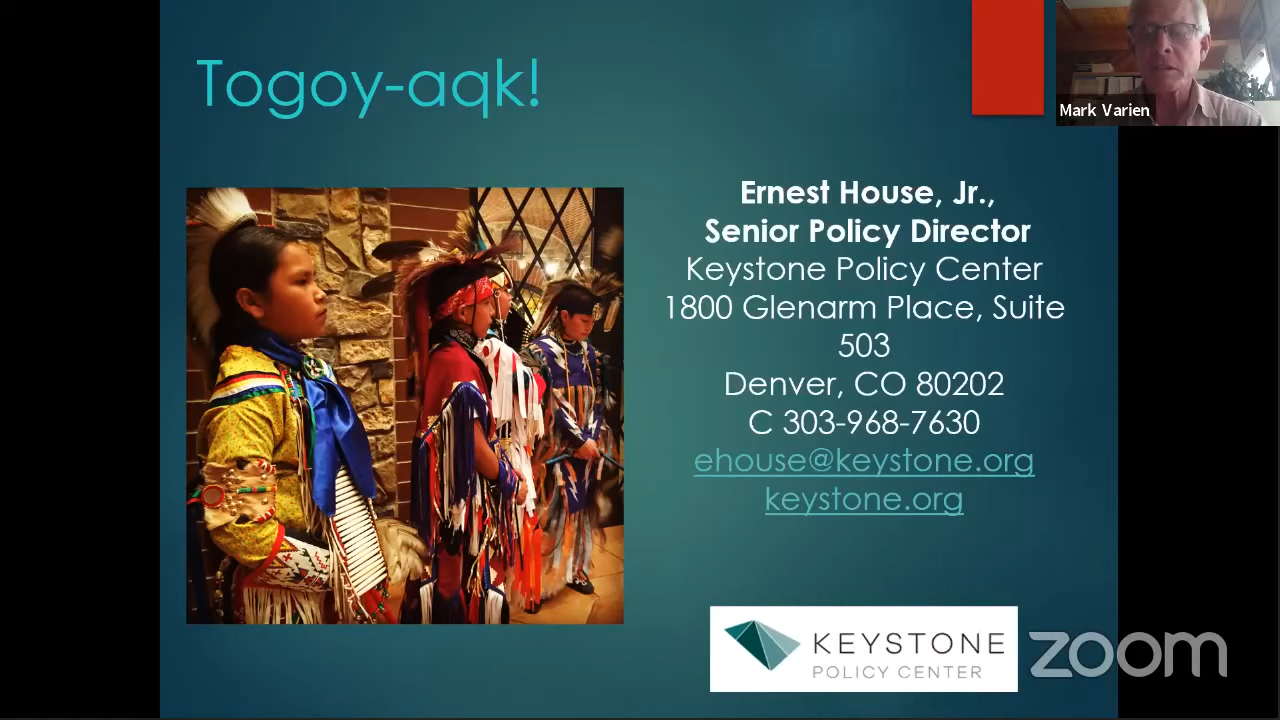 Togoy-aqk!
Mark Varien
Ernest House, Jr.,
Senior Policy Director
Keystone Policy Center
1800 Glenarm Place, Suite
503
Denver, CO 80202
C 303-968-7630
ehouse@keystone.org
keystone.org
KEYSTONE
POLICY CENTER
zoom